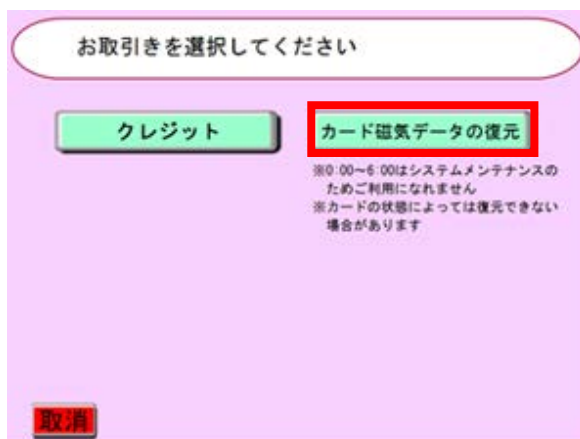 お取引きを選択してください
クレジット
カード磁気データの復元
※0:00~6:00はシステムメンテナンスの
ためご利用になれません
※カードの状態によっては復元できない
場合があります
取消